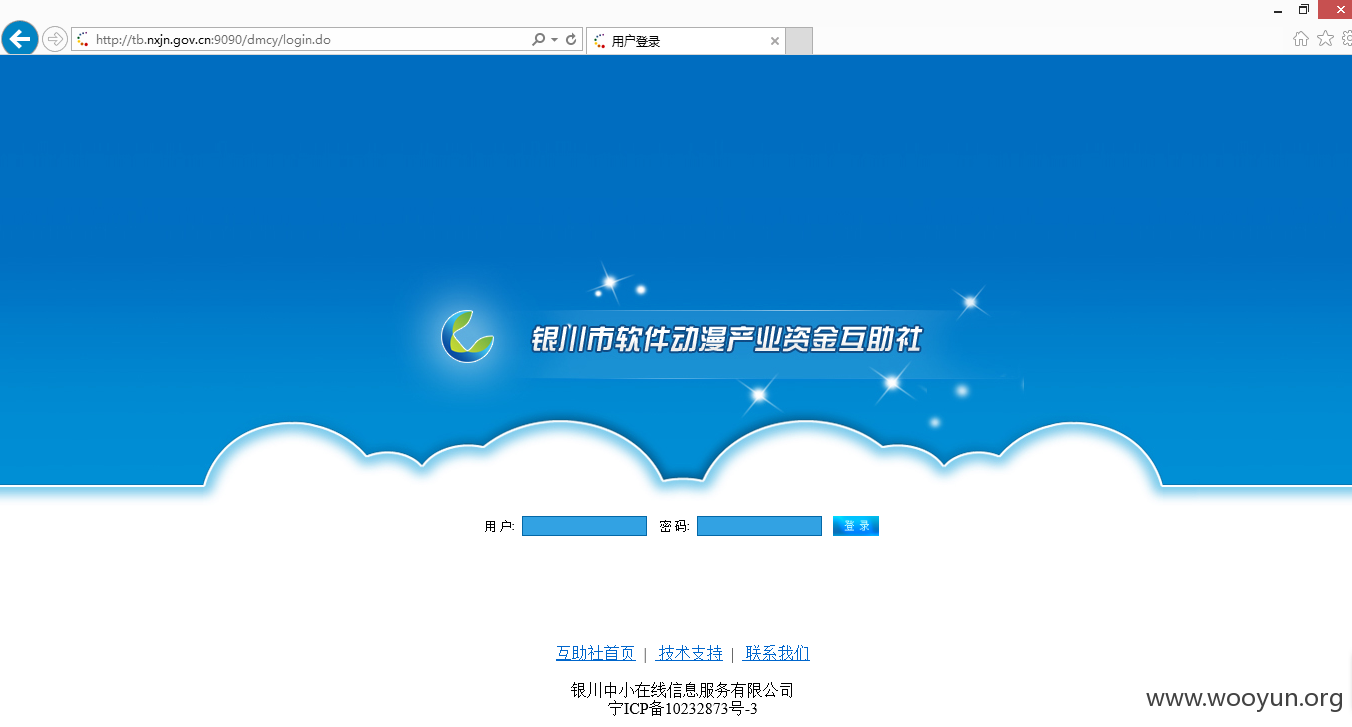 http://tb.nxjn.gov.cn:9090/dmcy/login.do
用户登录
银川市软件动漫产业资金互助社
用 户: 密 码: 登 录
互助社首页 | 技术支持 | 联系我们
银川中小在线信息服务有限公司
宁ICP备10232873号-3
www.wooyun.org